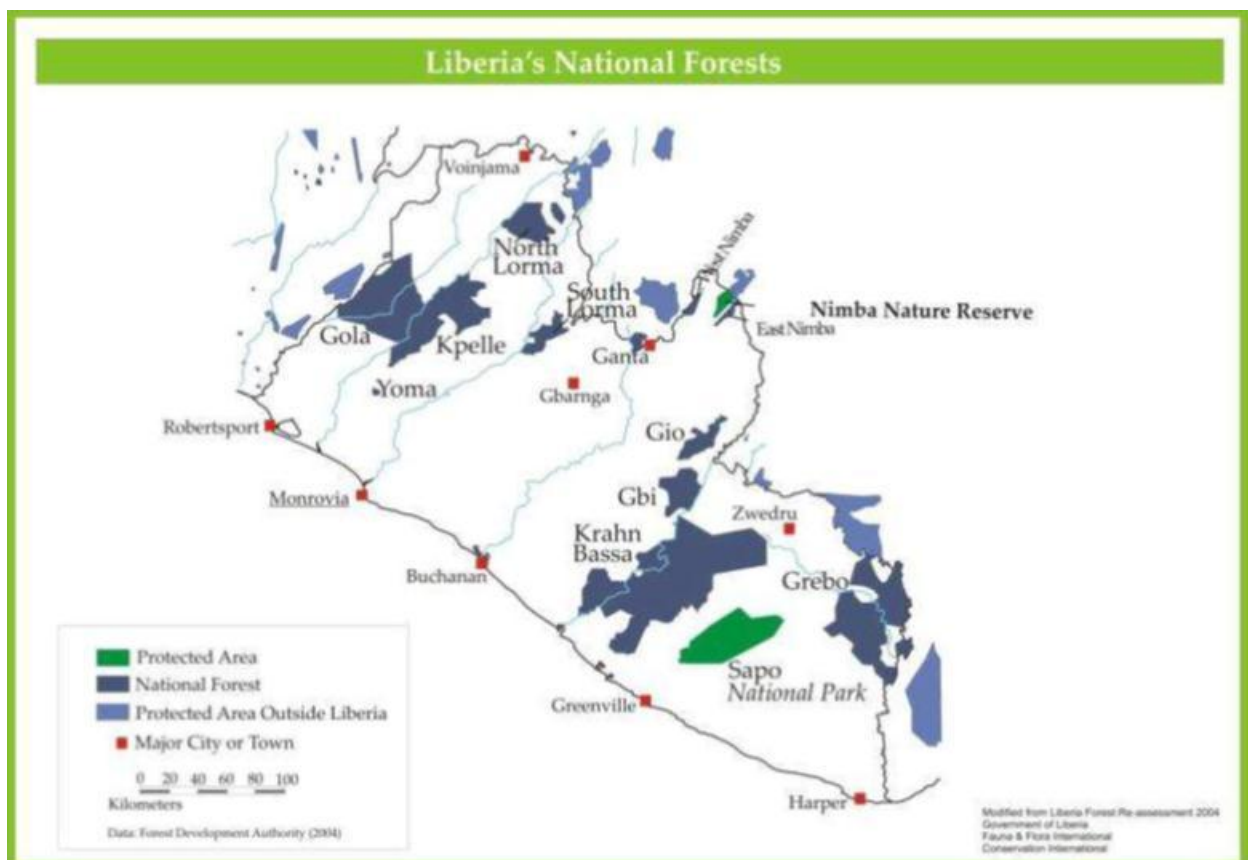 Liberia's National Forests
Voinjama
North
Lorma
West Nimba
South
Lorma
Nimba Nature Reserve
East Nimba
Gola
Kpelle
Ganta
Yoma
Gbarnga
Robertsport
Gio
Monrovia
Gbi
Zwedru
Krahn
Bassa
Buchanan
Grebo
Sapo
National Park
Greenville
Harper
Protected Area
National Forest
Protected Area Outside Liberia
Major City or Town
0 20 40 60 80 100
Kilometers
Data: Forest Development Authority (2004)
Modified from Liberia Forest Re-assessment 2004
Government of Liberia
Fauna & Flora International
Conservation International